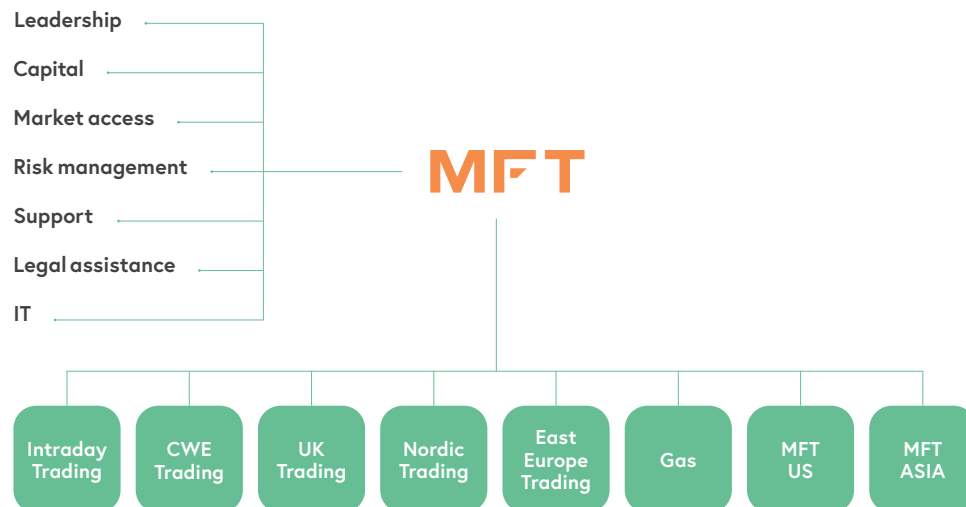 Leadership
Capital
Market access
Risk management
Support
Legal assistance
IT
MFT
Intraday
Trading
CWE
Trading
UK
Trading
Nordic
Trading
East
Europe
Trading
Gas
MFT
US
MFT
ASIA